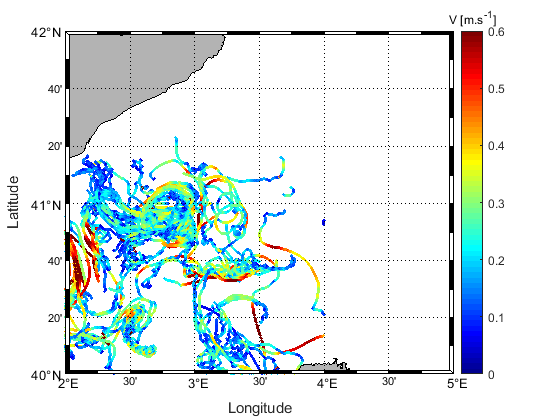 V [m.s⁻¹]
42°N
40'
20'
41°N
40'
20'
40°N
2°E
30'
3°E
30'
4°E
30'
5°E
0.6
0.5
0.4
0.3
0.2
0.1
0
Latitude
Longitude